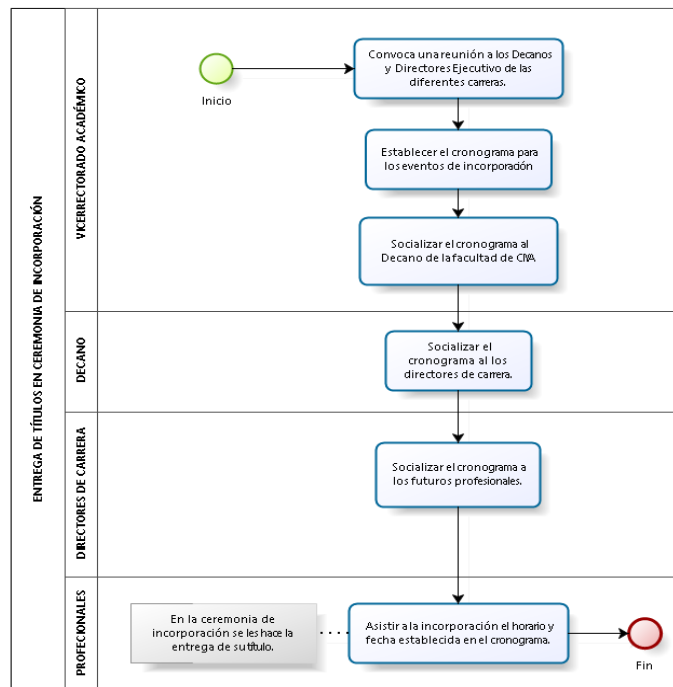 ENTREGA DE TÍTULOS EN CEREMONIA DE INCORPORACIÓN
VICERRECTORADO ACADÉMICO
Inicio
Convoca una reunión a los Decanos
y Directores Ejecutivo de las
diferentes carreras.
Establecer el cronograma para
los eventos de incorporación
Socializar el cronograma al
Decano de la facultad de CIVA
DECANO
Socializar el
cronograma al los
directores de carrera.
DIRECTORES DE CARRERA
Socializar el cronograma a
los futuros profesionales.
PROFECIONALES
En la ceremonia de
incorporación se les hace la
entrega de su título.
Asistir a la incorporación el horario y
fecha establecida en el cronograma.
Fin